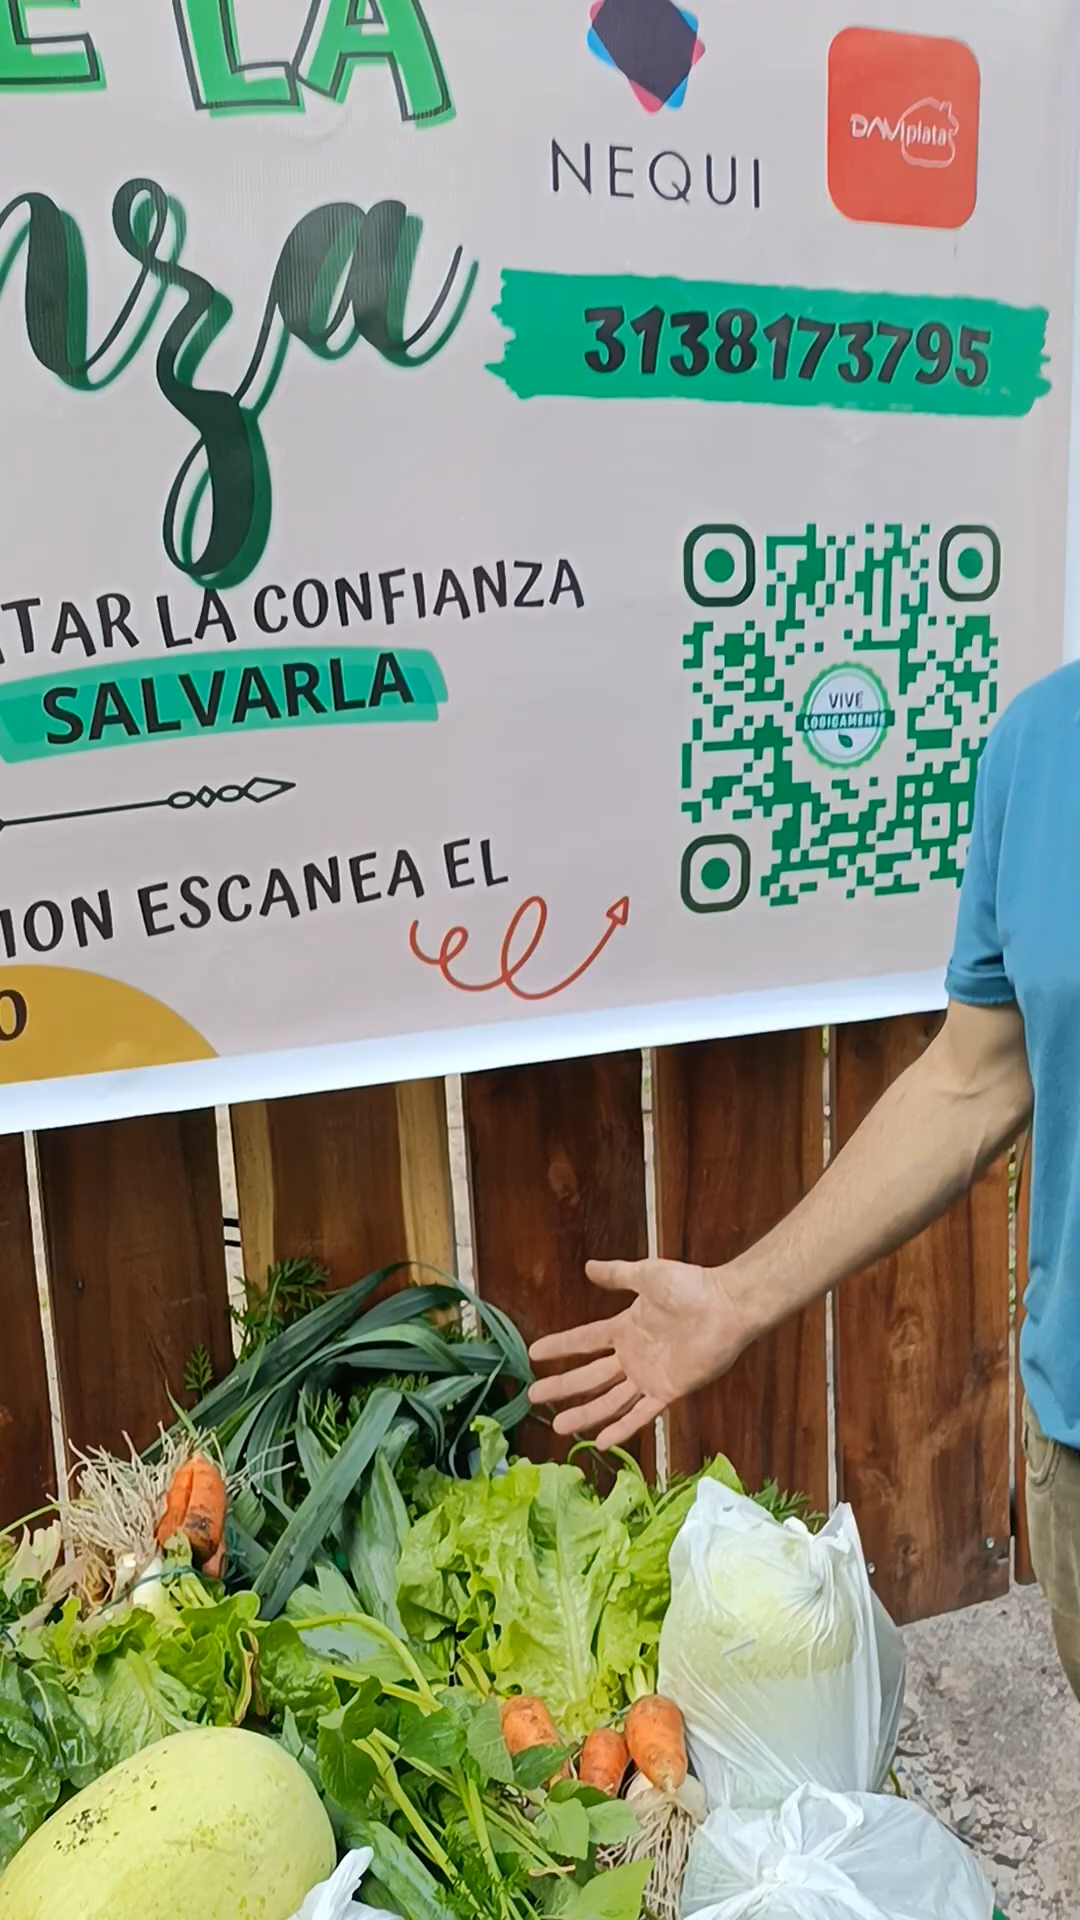 E LA
nza
TAR LA CONFIANZA
SALVARLA
ION ESCANEA EL
O
NEQUI
DAVIplata
3138173795
VIVE
LOGICAMENTE